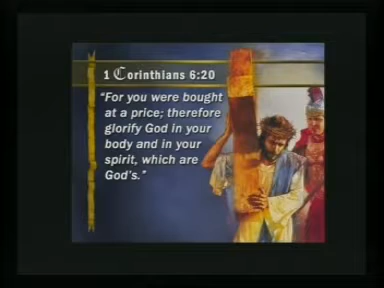 1 Corinthians 6:20
"For you were bought
at a price; therefore
glorify God in your
body and in your
spirit, which are
God's."